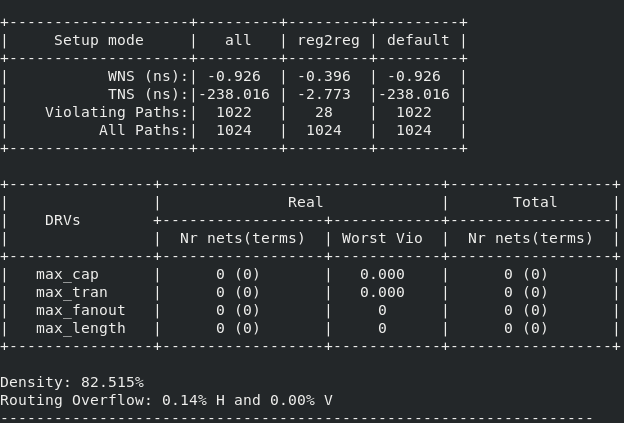 +--------------------+---------+---------+---------+
|     Setup mode     |   all   | reg2reg | default |
+--------------------+---------+---------+---------+
|           WNS (ns):| -0.926  | -0.396  | -0.926  |
|           TNS (ns):|-238.016 | -2.773  |-238.016 |
|    Violating Paths:|  1022   |   28    |  1022   |
|          All Paths:|  1024   |  1024   |  1024   |
+--------------------+---------+---------+---------+
+----------------+-------------------------------+------------------+
|                |              Real             |       Total      |
|    DRVs        +------------------+------------+------------------|
|                |  Nr nets(terms)  | Worst Vio  |  Nr nets(terms)  |
+----------------+------------------+------------+------------------+
|   max_cap      |      0 (0)       |   0.000    |      0 (0)       |
|   max_tran     |      0 (0)       |   0.000    |      0 (0)       |
|   max_fanout   |      0 (0)       |     0      |      0 (0)       |
|   max_length   |      0 (0)       |     0      |      0 (0)       |
+----------------+------------------+------------+------------------+
Density: 82.515%
Routing Overflow: 0.14% H and 0.00% V
------------------------------------------------------------------